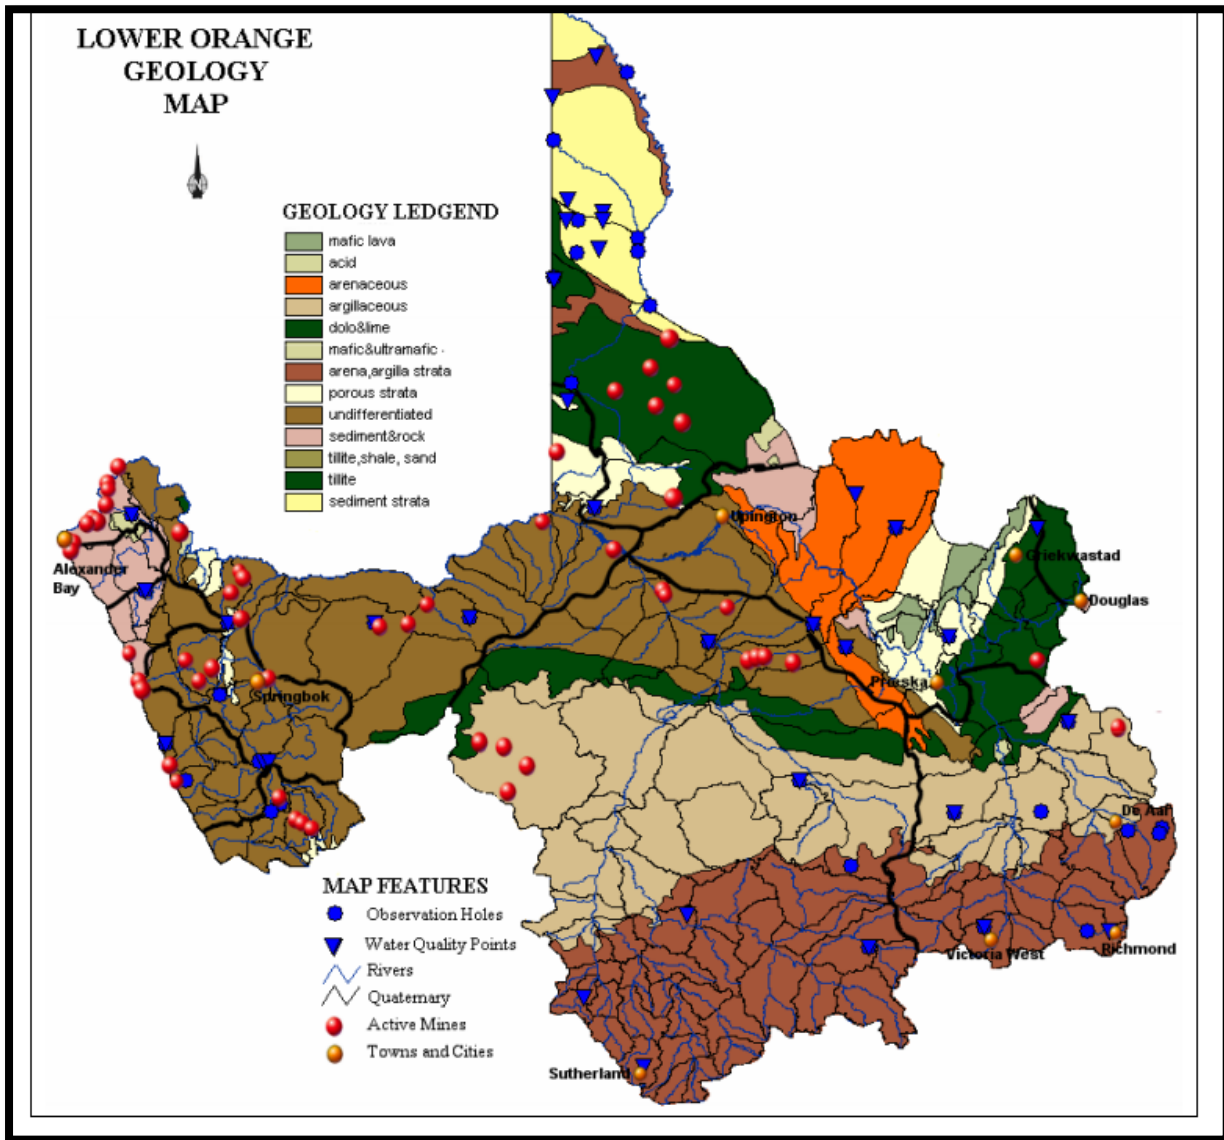 LOWER ORANGE
GEOLOGY
MAP
N
GEOLOGY LEDGEND
mafic lava
acid
arenaceous
argillaceous
dolo&lime
mafic&ultramafic -
arena,argilla strata
porous strata
undifferentiated
sediment&rock
tillite,shale, sand
tillite
sediment strata
Upington
Griekwastad
Alexander
Bay
Douglas
Springbok
Prieska
De Aar
MAP FEATURES
Observation Holes
Water Quality Points
Rivers
Quaternary
Active Mines
Towns and Cities
Victoria West
Richmond
Sutherland